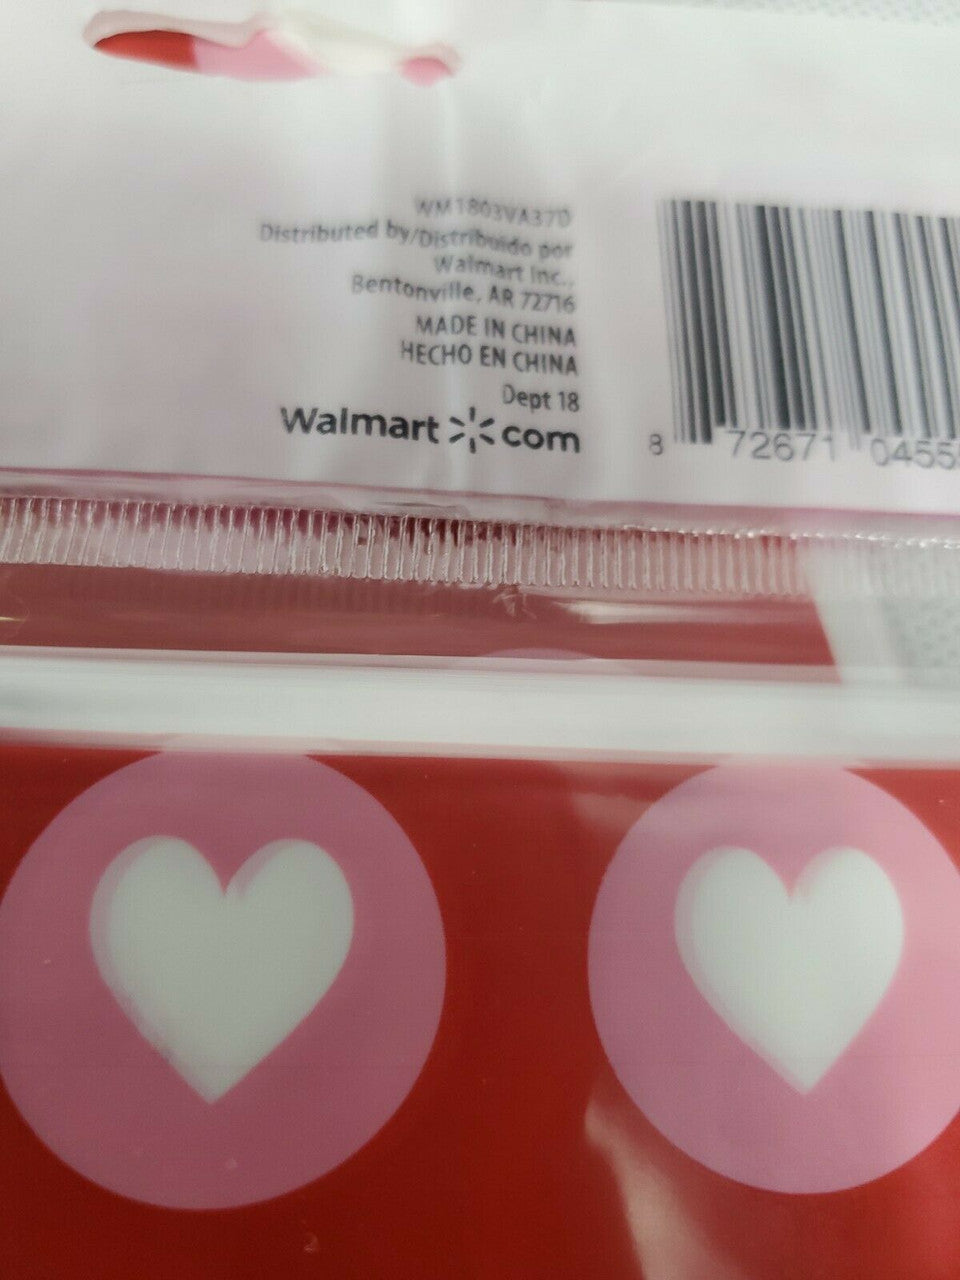 WM1803VA37D
Distributed by/Distribuido por
Walmart Inc.,
Bentonville, AR 72716
MADE IN CHINA
HECHO EN CHINA
Dept 18
Walmart com
8 72671 0455